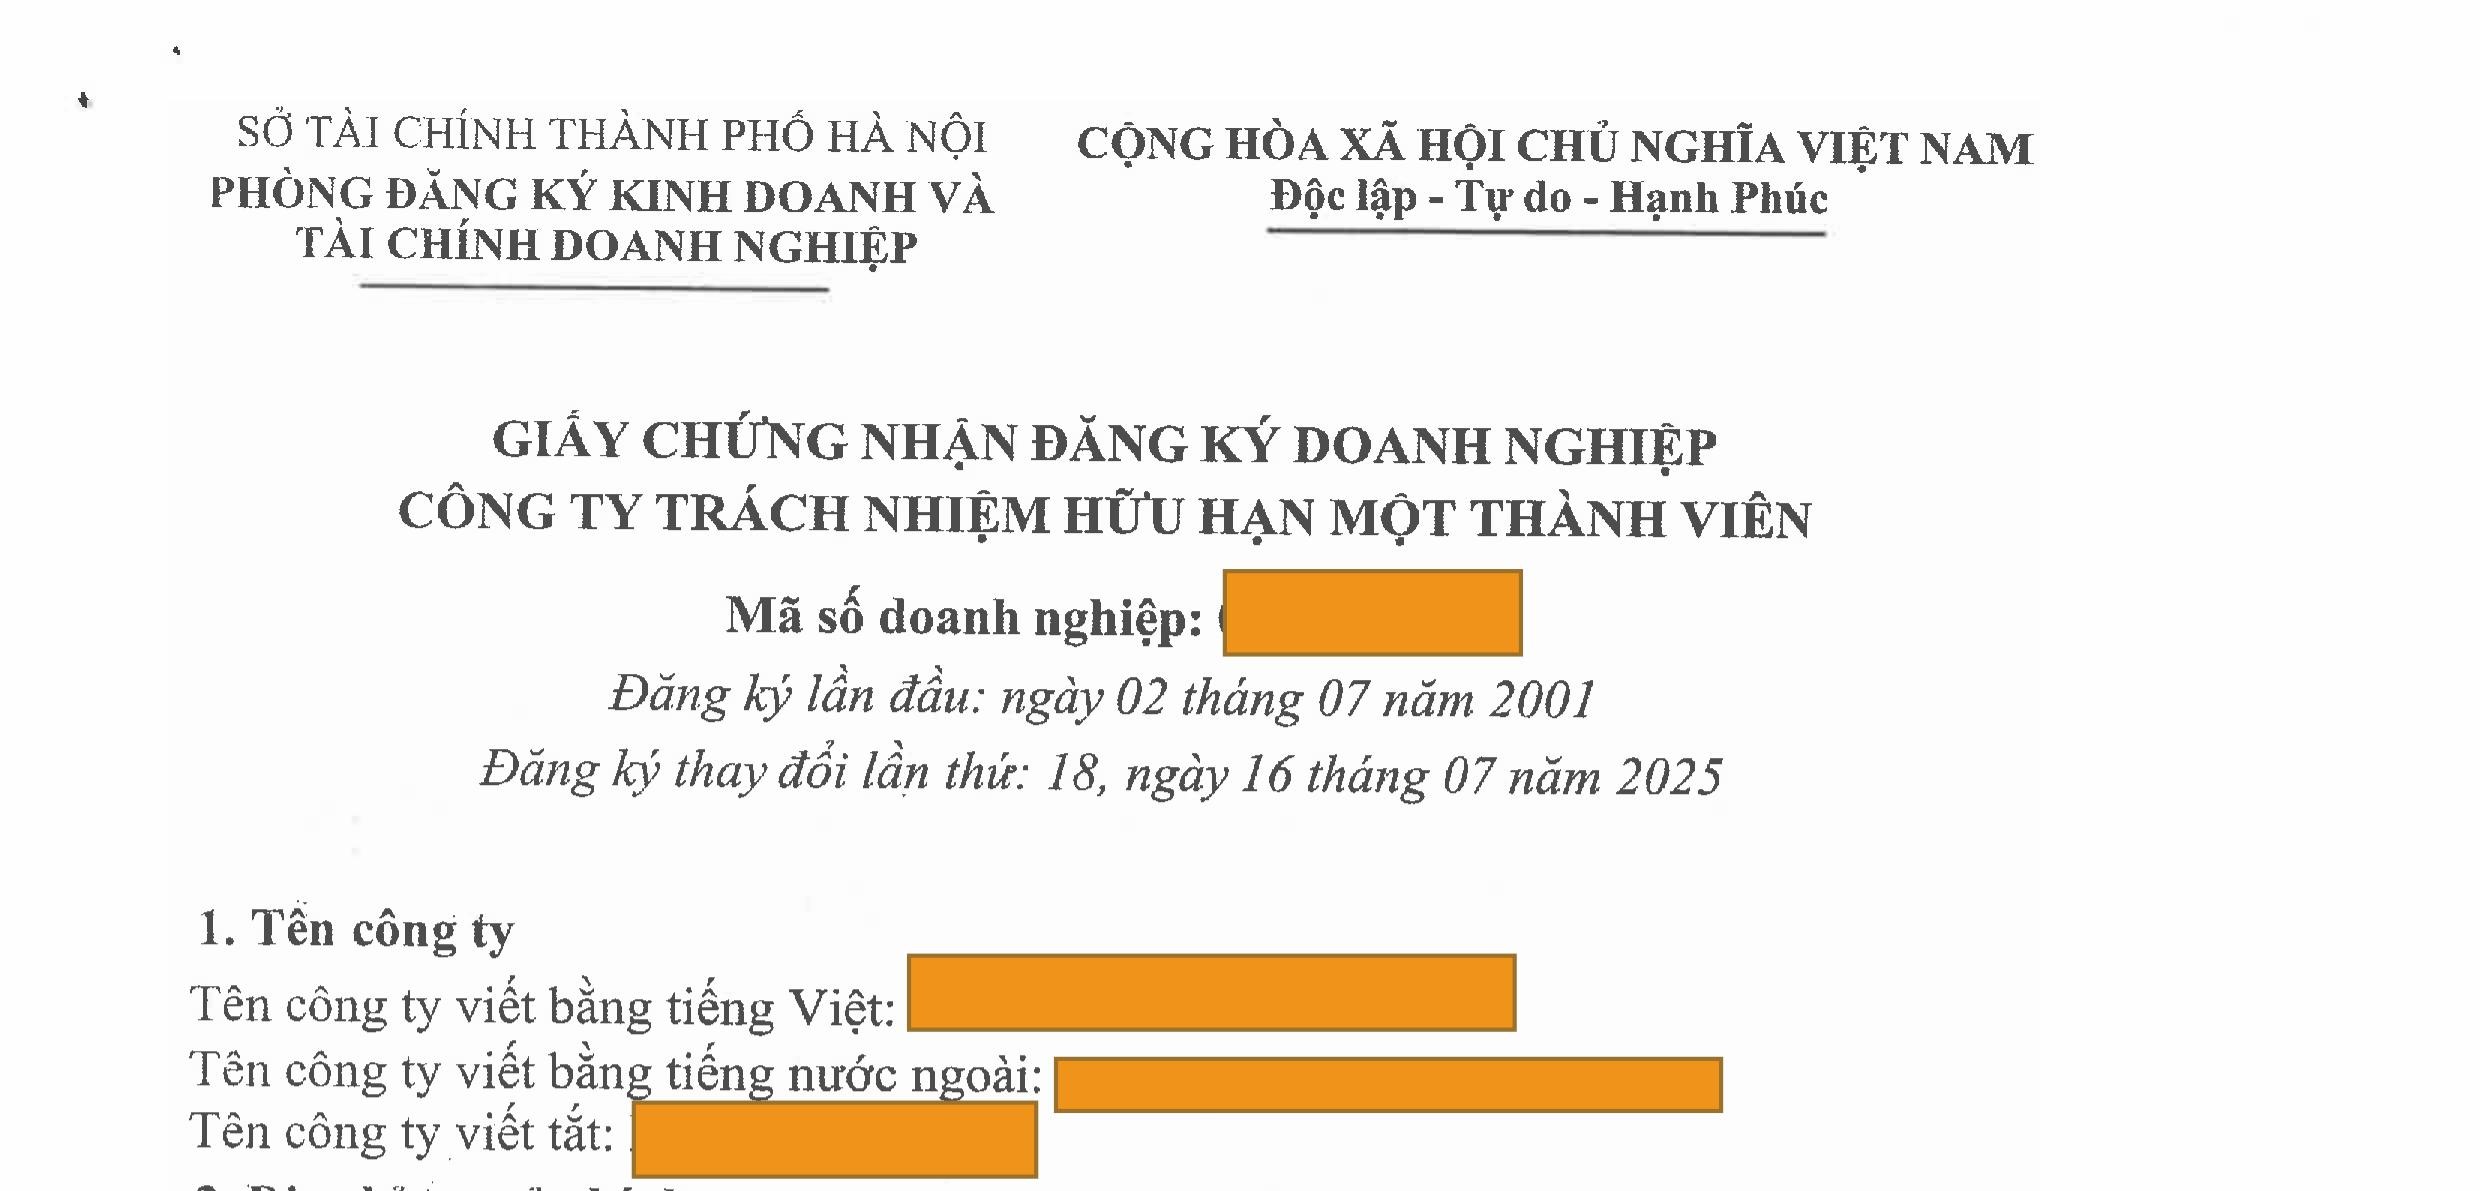 SỞ TÀI CHÍNH THÀNH PHỐ HÀ NỘI
PHÒNG ĐĂNG KÝ KINH DOANH VÀ
TÀI CHÍNH DOANH NGHIỆP
CỘNG HÒA XÃ HỘI CHỦ NGHĨA VIỆT NAM
Độc lập - Tự do - Hạnh Phúc
GIẤY CHỨNG NHẬN ĐĂNG KÝ DOANH NGHIỆP
CÔNG TY TRÁCH NHIỆM HỮU HẠN MỘT THÀNH VIÊN
Mã số doanh nghiệp:
Đăng ký lần đầu: ngày 02 tháng 07 năm 2001
Đăng ký thay đổi lần thứ: 18, ngày 16 tháng 07 năm 2025
1. Tên công ty
Tên công ty viết bằng tiếng Việt:
Tên công ty viết bằng tiếng nước ngoài:
Tên công ty viết tắt: